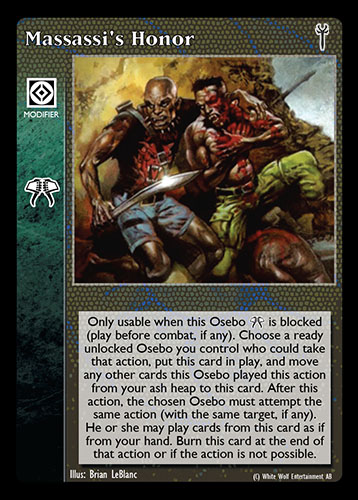 Massassi's Honor
MODIFIER
Only usable when this Osebo is blocked
(play before combat, if any). Choose a ready
unlocked Osebo you control who could take
that action, put this card in play, and move
any other cards this Osebo played this action
from your ash heap to this card. After this
action, the chosen Osebo must attempt the
same action (with the same target, if any).
He or she may play cards from this card as if
from your hand. Burn this card at the end of
that action or if the action is not possible.
Illus: Brian LeBlanc
(C) White Wolf Entertainment AB